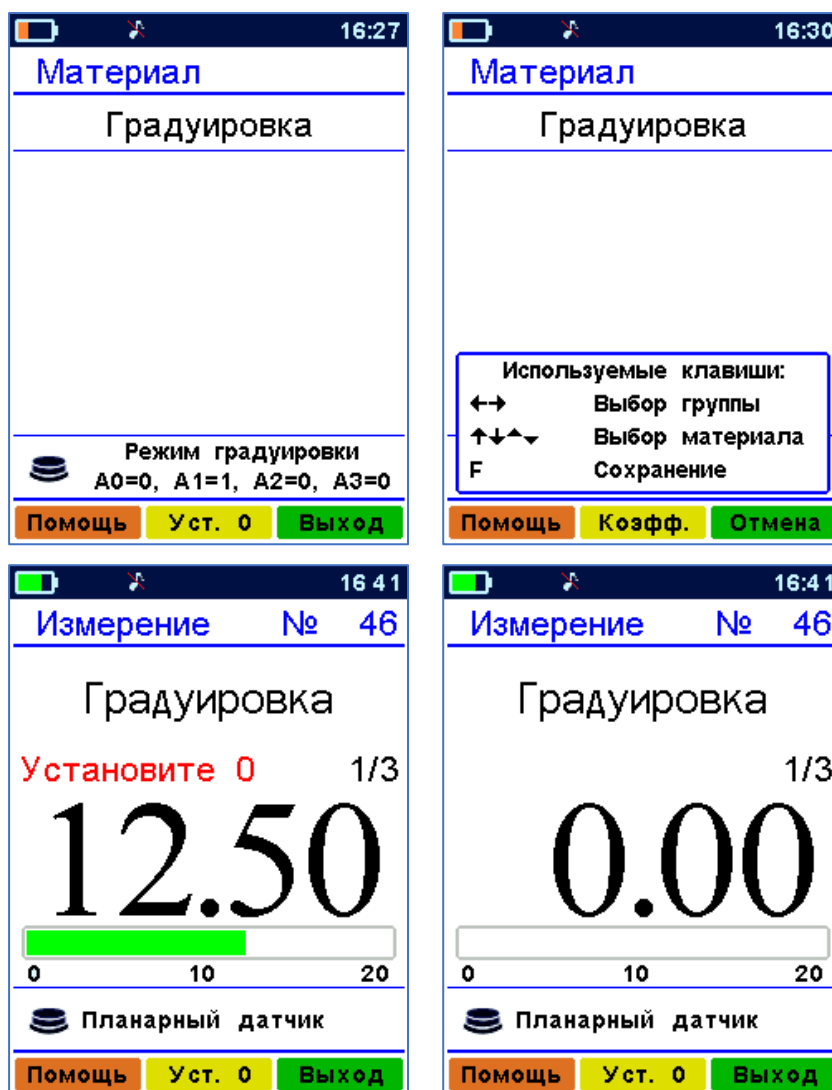 16:27
Материал
Градуировка
Режим градуировки
A0=0, A1=1, A2=0, A3=0
Помощь Уст. 0 Выход
16:30
Материал
Градуировка
Используемые клавиши:
←→ Выбор группы
↑↓ Выбор материала
F Сохранение
Помощь Коэфф. Отмена
16 41
Измерение № 46
Градуировка
Установите 0 1/3
12.50
0 10 20
Планарный датчик
Помощь Уст. 0 Выход
16:41
Измерение № 46
Градуировка
1/3
0.00
0 10 20
Планарный датчик
Помощь Уст. 0 Выход